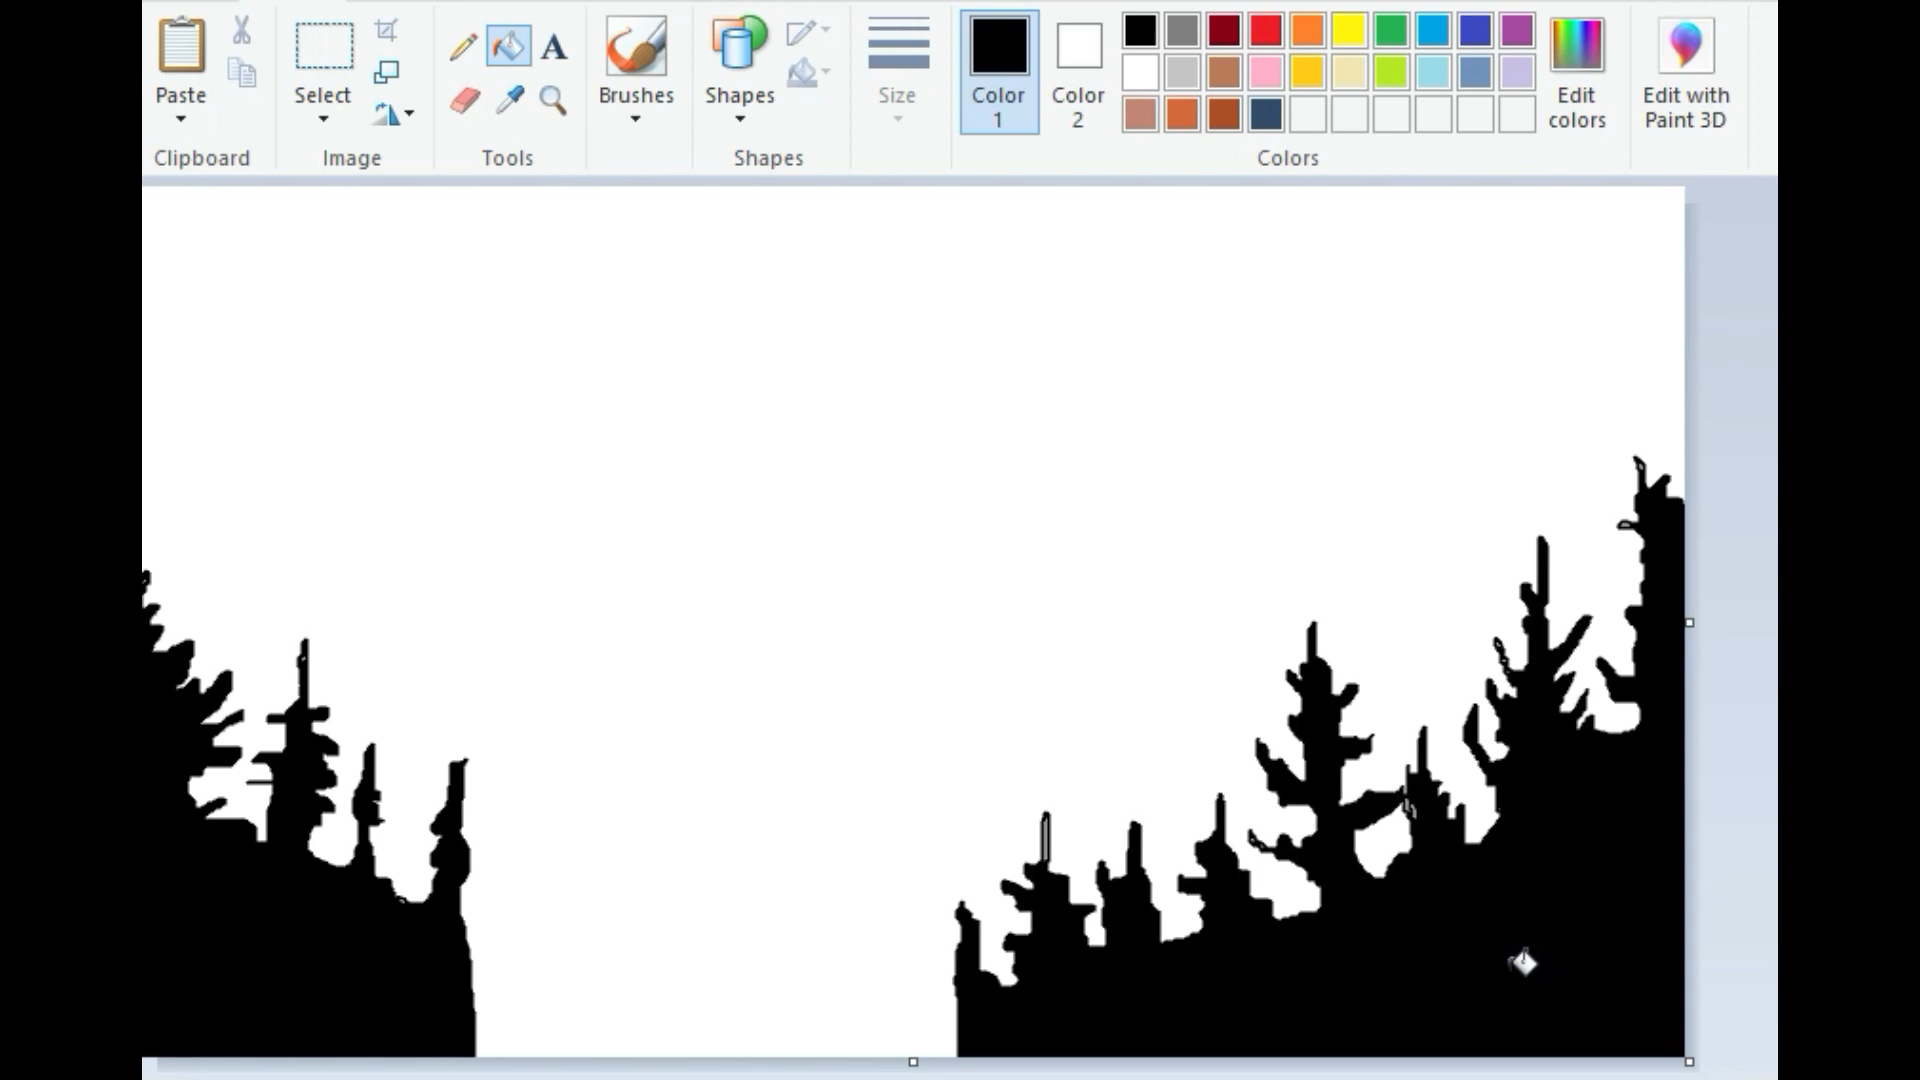 Paste
Select
A
Brushes
Shapes
Size
Color
1
Color
2
Edit
colors
Edit with
Paint 3D
Clipboard
Image
Tools
Shapes
Colors